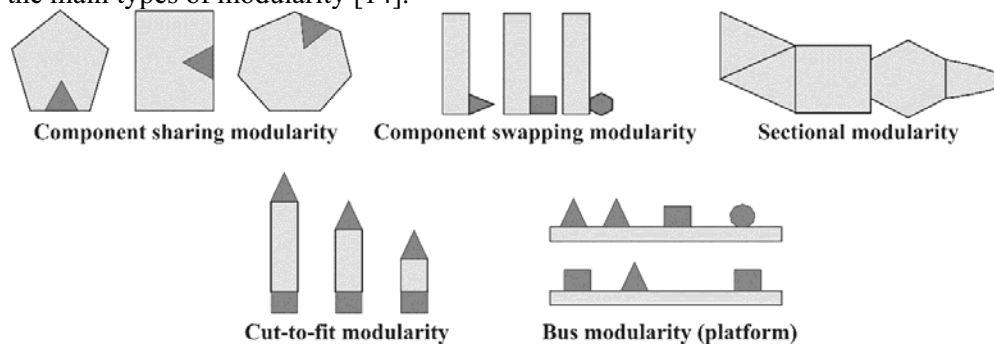 the main types of modularity [14].
Component sharing modularity
Component swapping modularity
Sectional modularity
Cut-to-fit modularity
Bus modularity (platform)